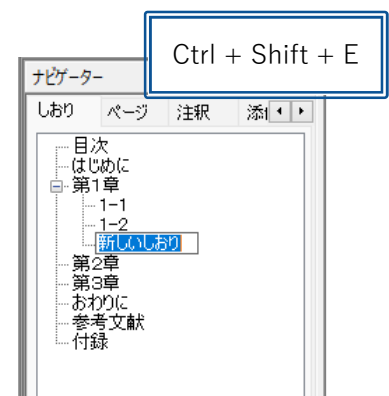 Ctrl + Shift + E
ナビゲーター
しおり ページ 注釈 添
目次
はじめに
第1章
1-1
1-2
新しいしおり
第2章
第3章
おわりに
参考文献
付録